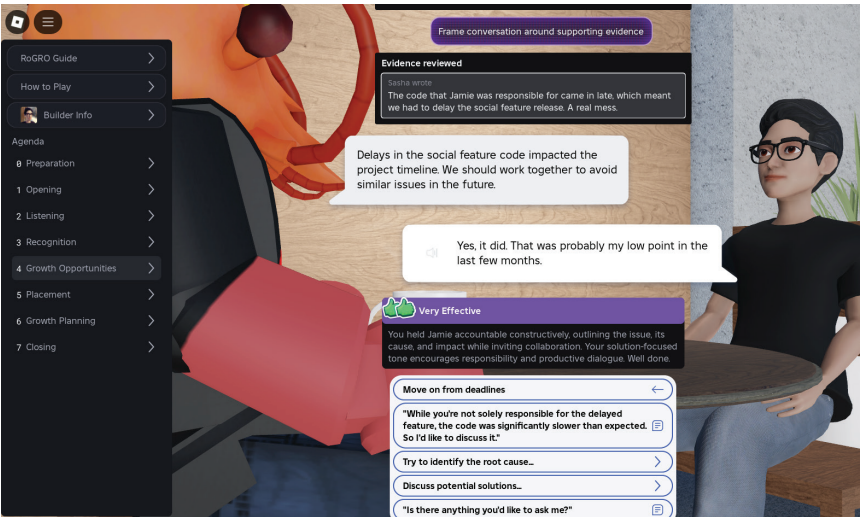 Frame conversation around supporting evidence
Evidence reviewed
Sasha wrote
The code that Jamie was responsible for came in late, which meant
we had to delay the social feature release. A real mess.
RoGRO Guide
How to Play
Builder Info
Agenda
0 Preparation
1 Opening
2 Listening
3 Recognition
4 Growth Opportunities
5 Placement
6 Growth Planning
7 Closing
Delays in the social feature code impacted the
project timeline. We should work together to avoid
similar issues in the future.
Yes, it did. That was probably my low point in the
last few months.
Very Effective
You held Jamie accountable constructively, outlining the issue, its
cause, and impact while inviting collaboration. Your solution-focused
tone encourages responsibility and productive dialogue. Well done.
Move on from deadlines
"While you're not solely responsible for the delayed
feature, the code was significantly slower than expected.
So I'd like to discuss it."
Try to identify the root cause...
Discuss potential solutions...
"Is there anything you'd like to ask me?"